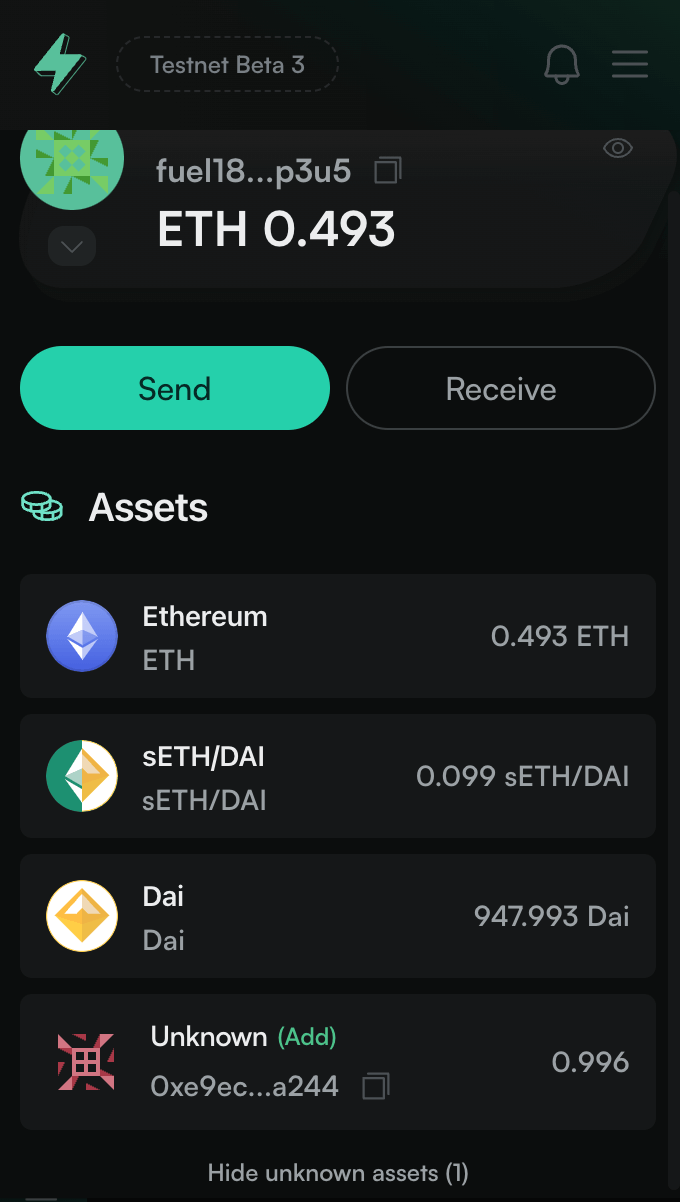 Testnet Beta 3
fuel18...p3u5
ETH 0.493
Send
Receive
Assets
Ethereum
ETH
0.493 ETH
sETH/DAI
sETH/DAI
0.099 sETH/DAI
Dai
Dai
947.993 Dai
Unknown (Add)
0xe9ec...a244
0.996
Hide unknown assets (1)